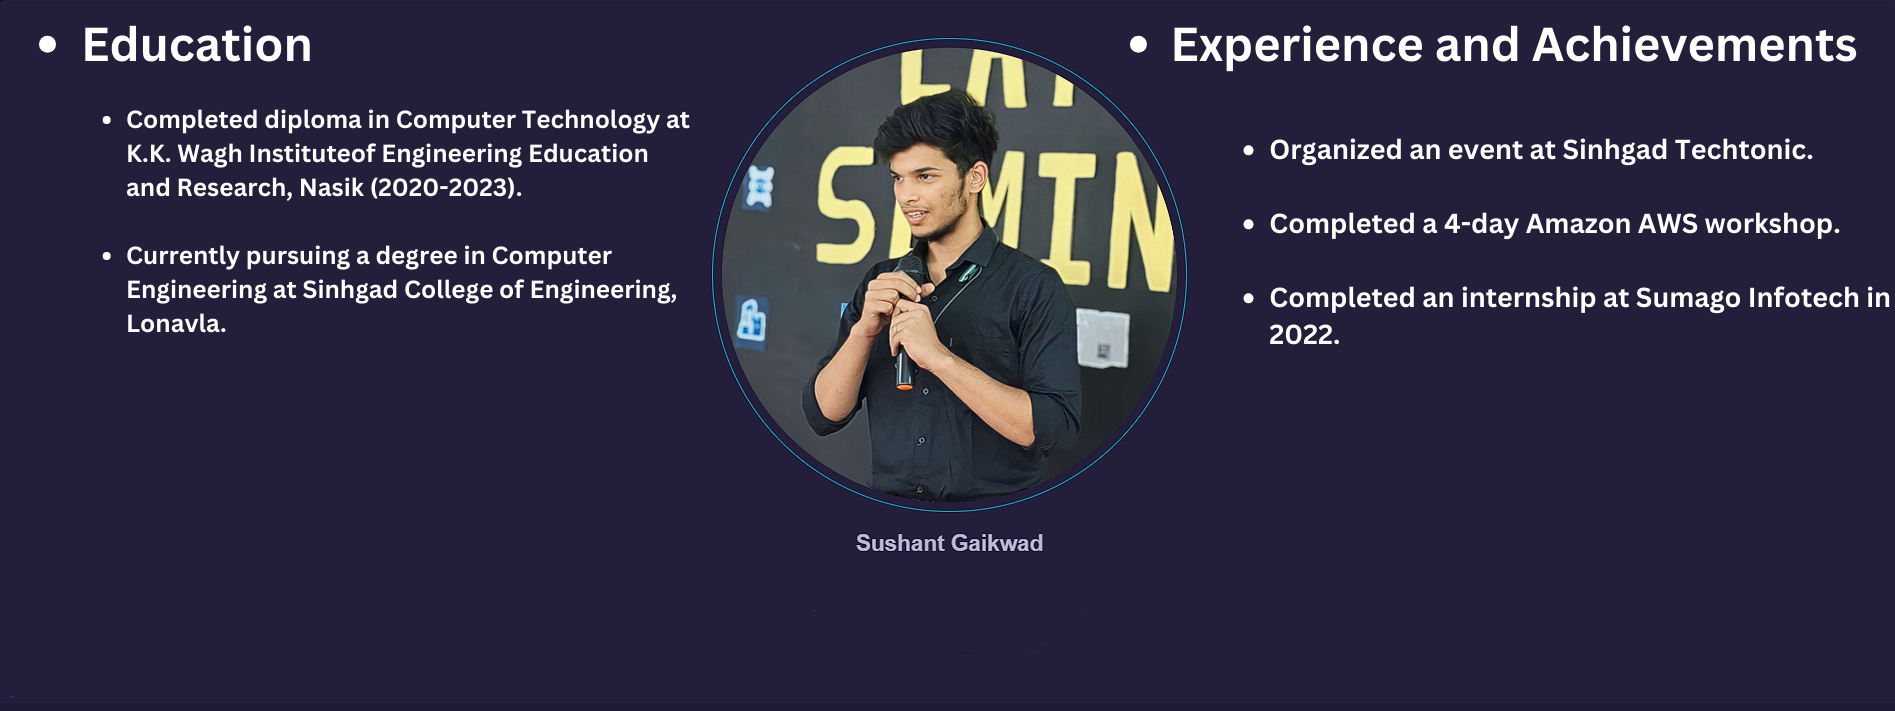 Education
Completed diploma in Computer Technology at
K.K. Wagh Instituteof Engineering Education
and Research, Nasik (2020-2023).
Currently pursuing a degree in Computer
Engineering at Sinhgad College of Engineering,
Lonavla.
Sushant Gaikwad
Experience and Achievements
Organized an event at Sinhgad Techtonic.
Completed a 4-day Amazon AWS workshop.
Completed an internship at Sumago Infotech in
2022.